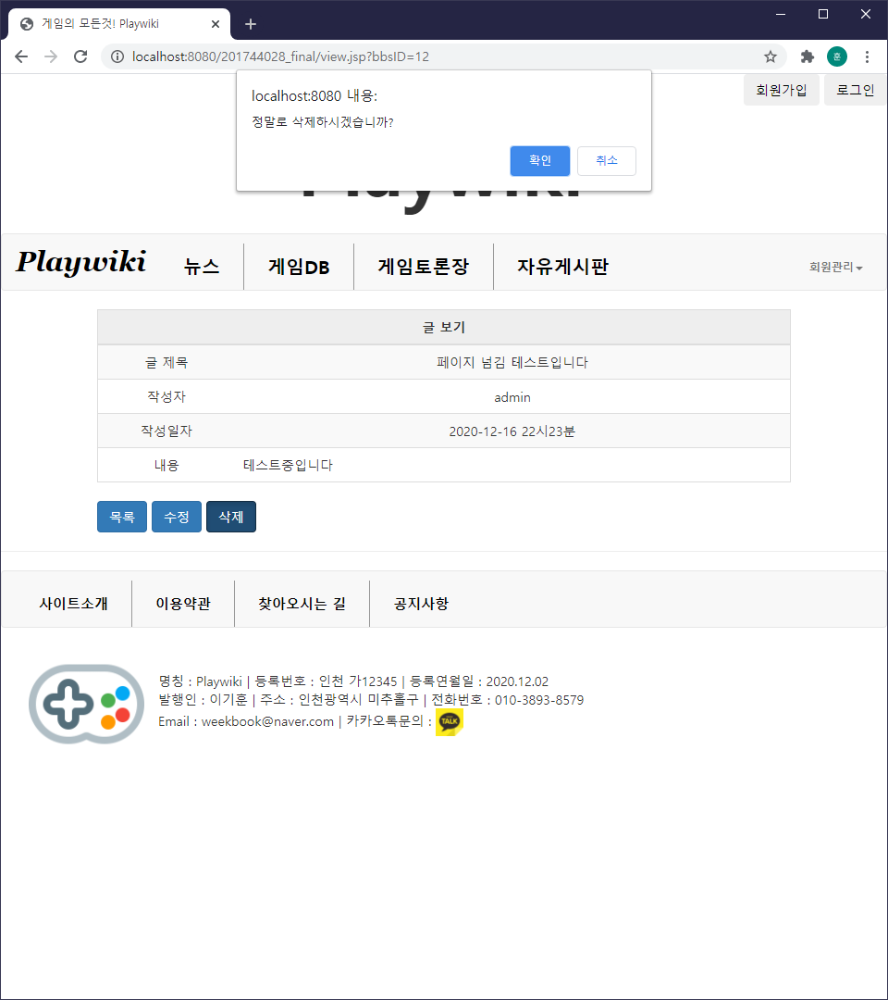 게임의 모든것! Playwiki
localhost:8080/201744028_final/view.jsp?bbsID=12
훈
회원가입 로그인
localhost:8080 내용:
정말로 삭제하시겠습니까?
확인 취소
Playwiki
Playwiki 뉴스 게임DB 게임토론장 자유게시판 회원관리
글 보기
글 제목 페이지 넘김 테스트입니다
작성자 admin
작성일자 2020-12-16 22시23분
내용 테스트중입니다
목록 수정 삭제
사이트소개 이용약관 찾아오시는 길 공지사항
명칭 : Playwiki | 등록번호 : 인천 가12345 | 등록연월일 : 2020.12.02
발행인 : 이기훈 | 주소 : 인천광역시 미추홀구 | 전화번호 : 010-3893-8579
Email : weekbook@naver.com | 카카오톡문의 : TALK